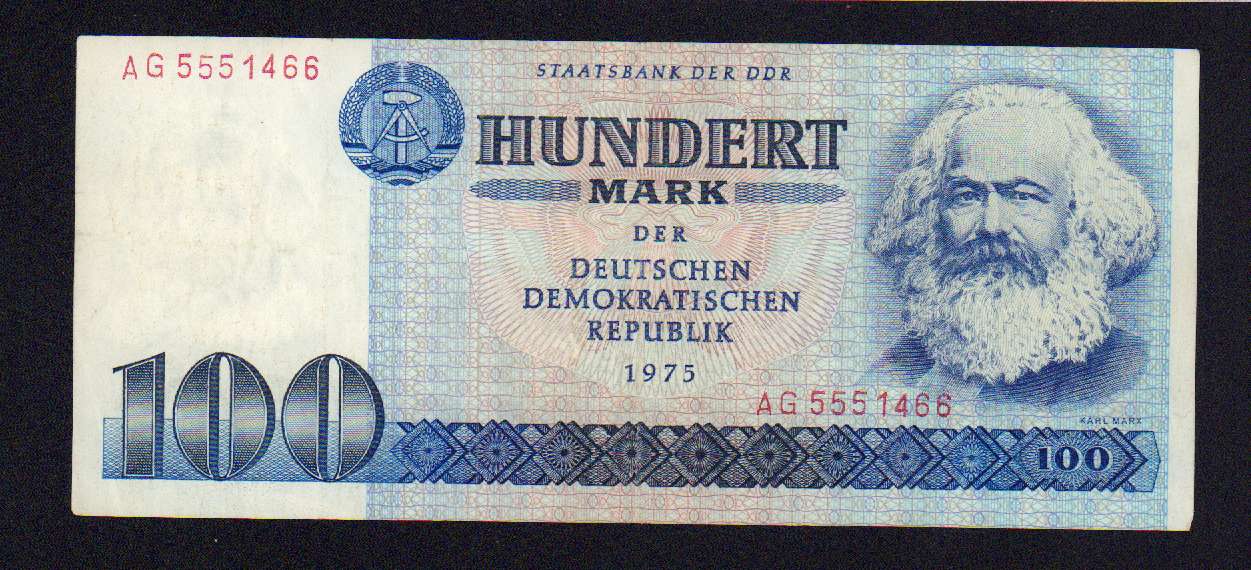 AG 5551466
STAATSBANK DER DDR
HUNDERT
MARK
DER
DEUTSCHEN
DEMOKRATISCHEN
REPUBLIK
1975
AG 5551466
KARL MARX
100
100